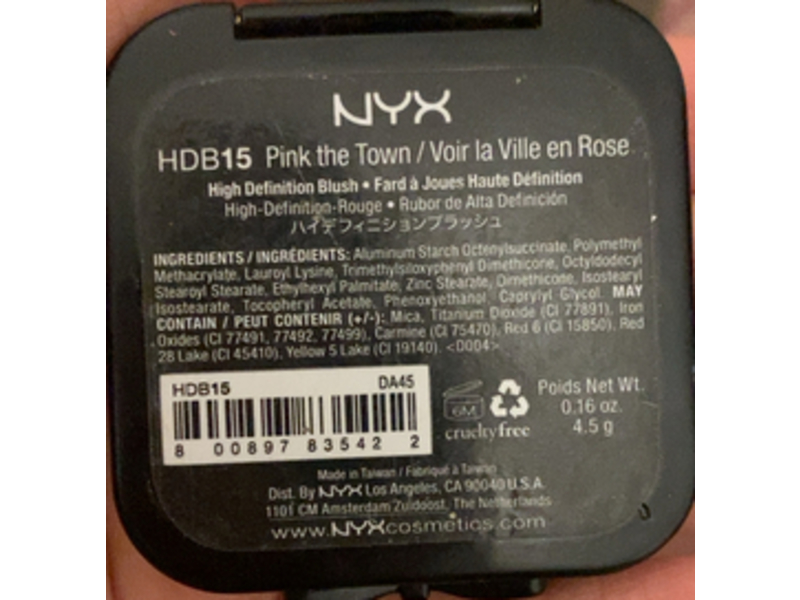 NYX
HDB15 Pink the Town / Voir la Ville en Rose
High Definition Blush • Fard à Joues Haute Définition
High-Definition-Rouge • Rubor de Alta Definición
ハイデフィニションブラッシュ
INGREDIENTS / INGRÉDIENTS: Aluminum Starch Octenylsuccinate, Polymethyl
Methacrylate, Lauroyl Lysine, Trimethylsiloxyphenyl Dimethicone, Octyldodecyl
Stearoyl Stearate, Ethylhexyl Palmitate, Zinc Stearate, Dimethicone, Isostearyl
Isostearate, Tocopheryl Acetate, Phenoxyethanol, Caprylyl Glycol. MAY
CONTAIN / PEUT CONTENIR (+/-): Mica, Titanium Dioxide (CI 77891), Iron
Oxides (CI 77491, 77492, 77499), Carmine (CI 75470), Red 6 (CI 15850), Red
28 Lake (CI 45410), Yellow 5 Lake (CI 19140). <D004>
HDB15 DA45
8 00897 83542 2
6M
cruelty free
Poids Net Wt.
0.16 oz.
4.5 g
Made in Taiwan / Fabriqué à Taiwan
Dist. By NYX Los Angeles, CA 90040 U.S.A.
1101 CM Amsterdam Zuidoost, The Netherlands
www.NYXcosmetics.com